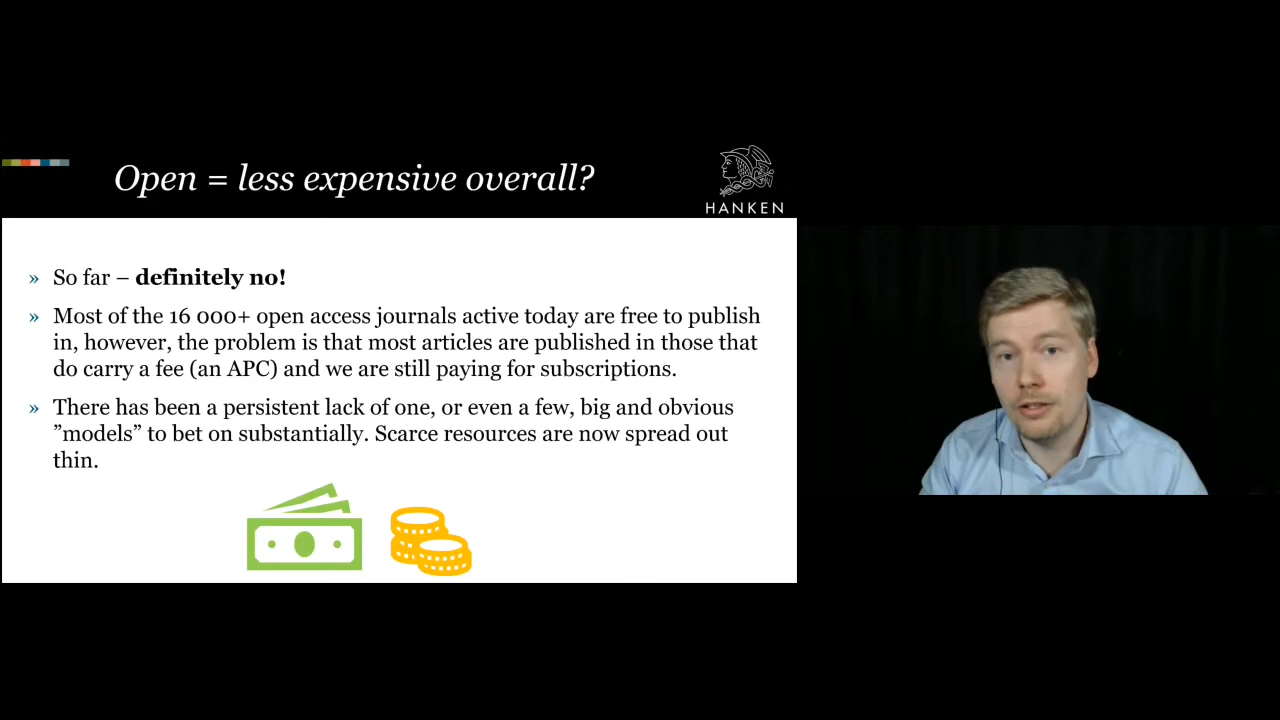 Open = less expensive overall?
HANKEN
» So far – definitely no!
» Most of the 16 000+ open access journals active today are free to publish
in, however, the problem is that most articles are published in those that
do carry a fee (an APC) and we are still paying for subscriptions.
» There has been a persistent lack of one, or even a few, big and obvious
”models” to bet on substantially. Scarce resources are now spread out
thin.